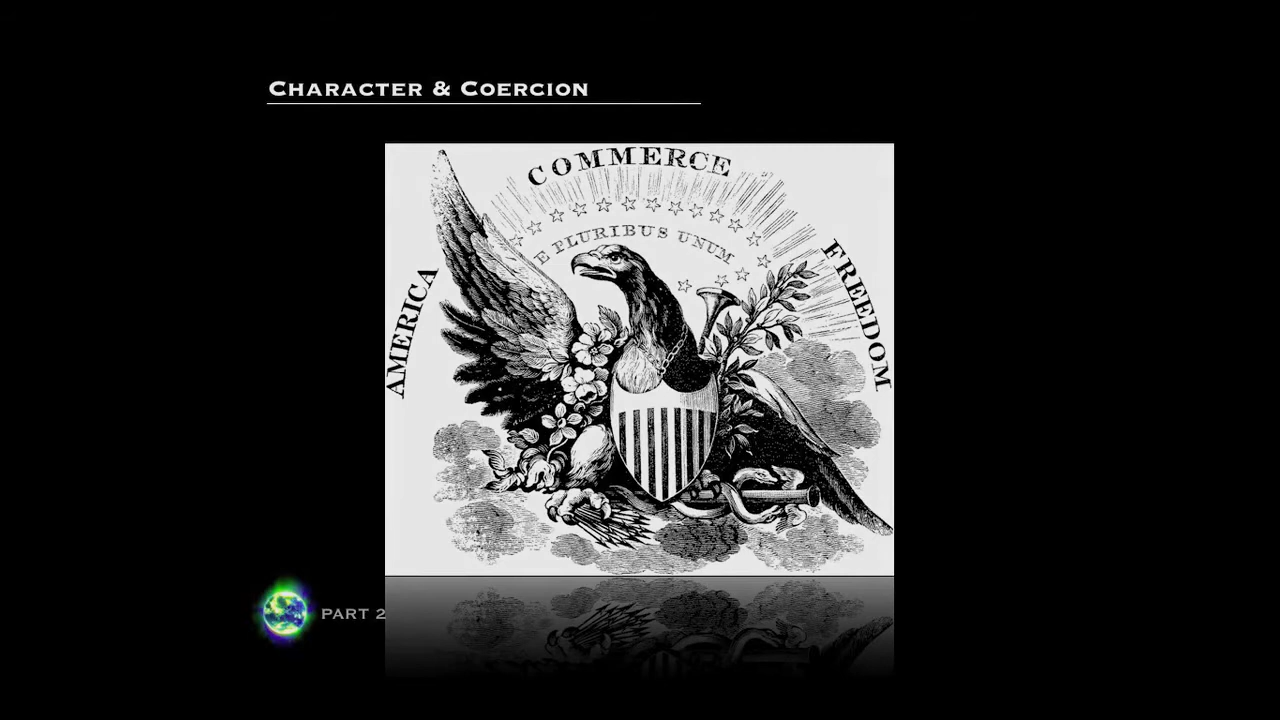 CHARACTER & COERCION
COMMERCE
E PLURIBUS UNUM
AMERICA
FREEDOM
PART 2